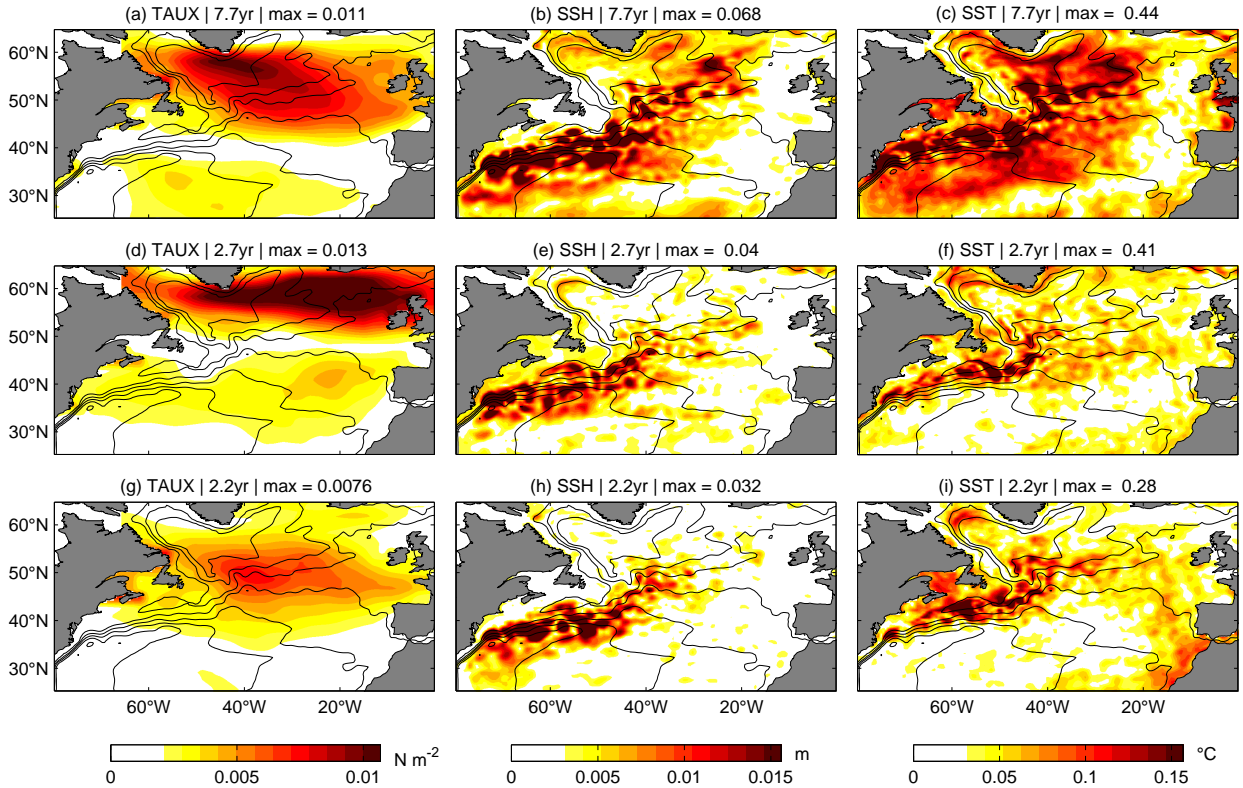 (a) TAUX | 7.7yr | max = 0.011
(b) SSH | 7.7yr | max = 0.068
(c) SST | 7.7yr | max = 0.44
60°N
50°N
40°N
30°N
(d) TAUX | 2.7yr | max = 0.013
(e) SSH | 2.7yr | max = 0.04
(f) SST | 2.7yr | max = 0.41
60°N
50°N
40°N
30°N
(g) TAUX | 2.2yr | max = 0.0076
(h) SSH | 2.2yr | max = 0.032
(i) SST | 2.2yr | max = 0.28
60°N
50°N
40°N
30°N
60°W 40°W 20°W
60°W 40°W 20°W
60°W 40°W 20°W
0 0.005 0.01 N m⁻²
0 0.005 0.010 0.015 m
0 0.05 0.1 0.15 °C